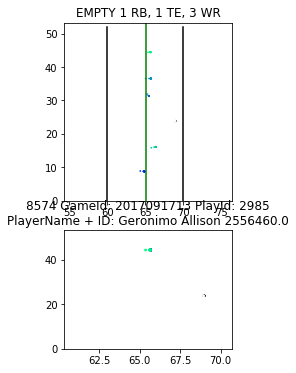 EMPTY 1 RB, 1 TE, 3 WR
50
40
30
20
10
0
55 60 65 70 75
8574 GameId: 2017091713 PlayId: 2985
PlayerName + ID: Geronimo Allison 2556460.0
40
20
0
62.5 65.0 67.5 70.0